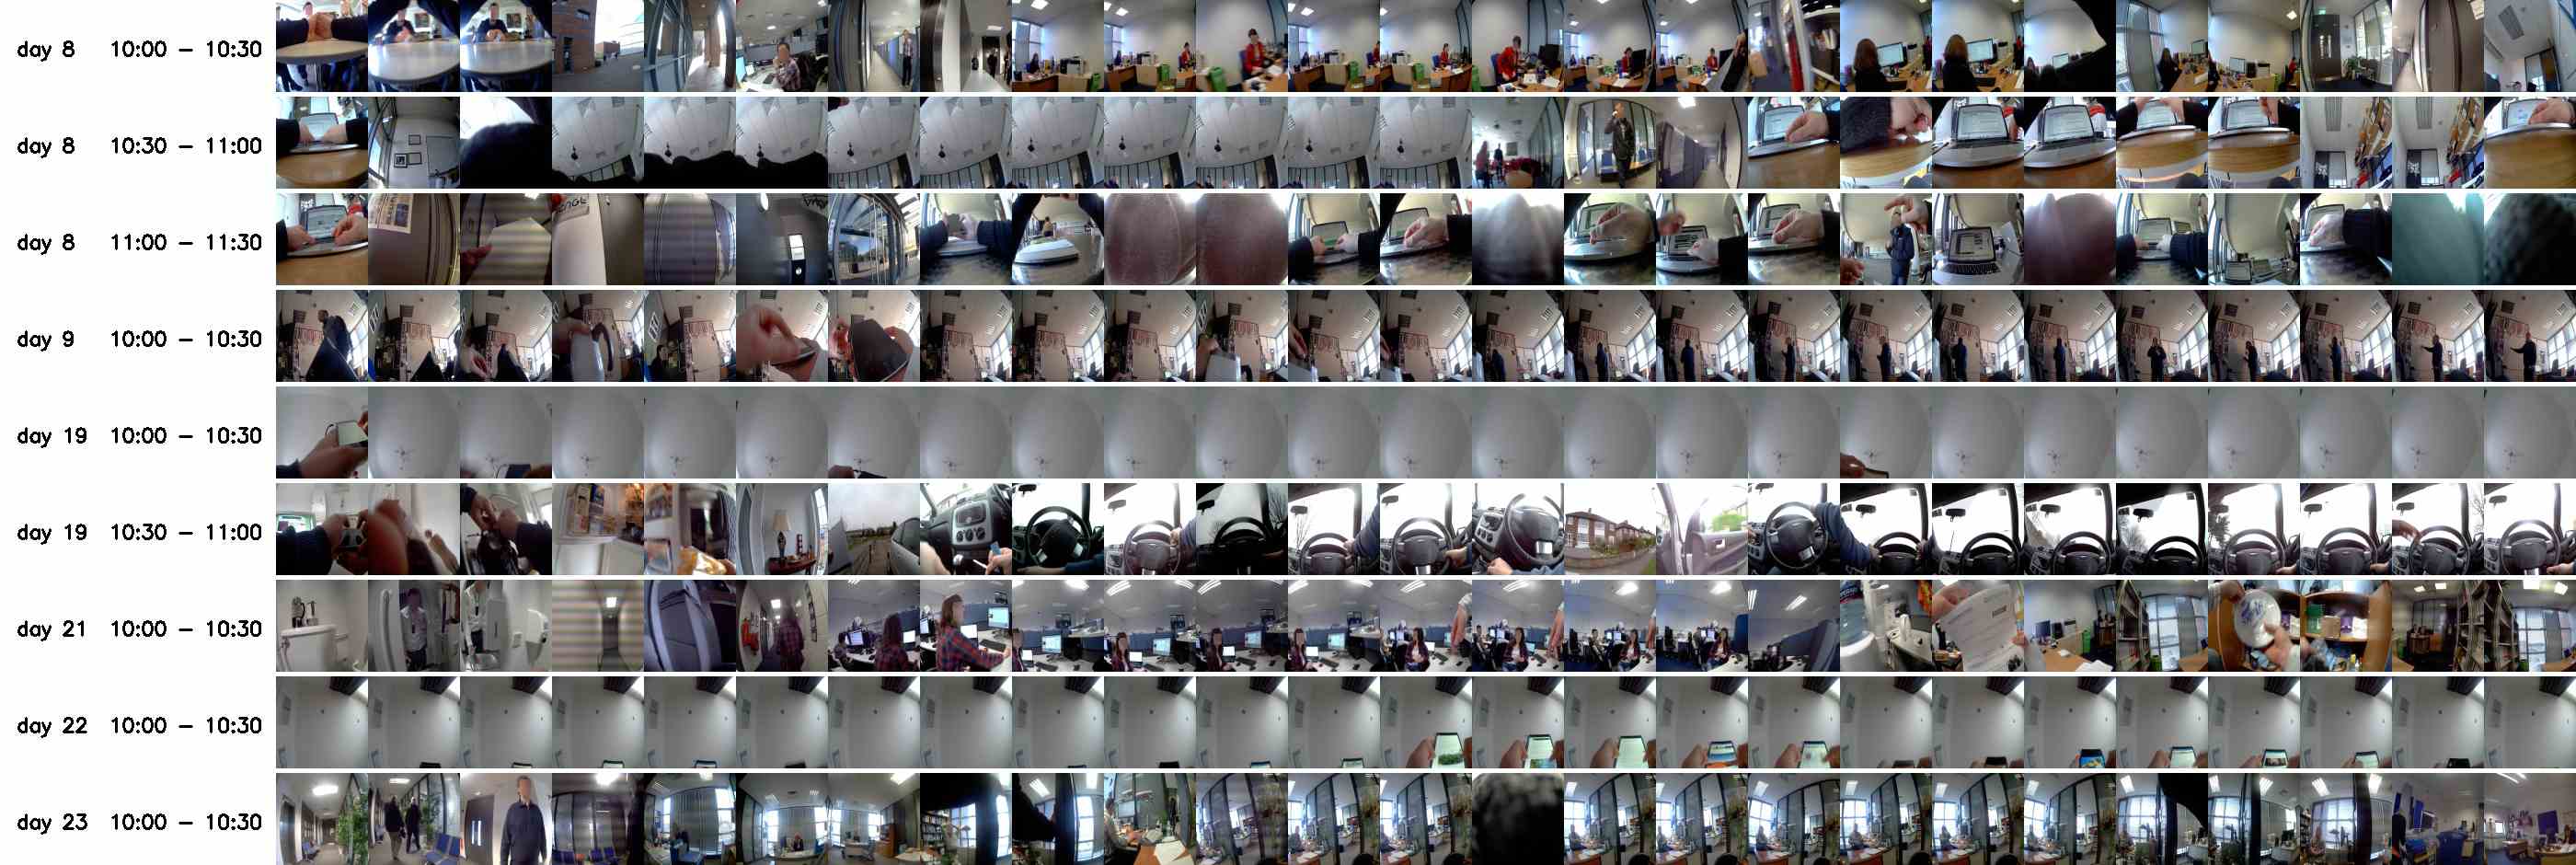 day 8 10:00 - 10:30
day 8 10:30 - 11:00
day 8 11:00 - 11:30
day 9 10:00 - 10:30
day 19 10:00 - 10:30
day 19 10:30 - 11:00
day 21 10:00 - 10:30
day 22 10:00 - 10:30
day 23 10:00 - 10:30